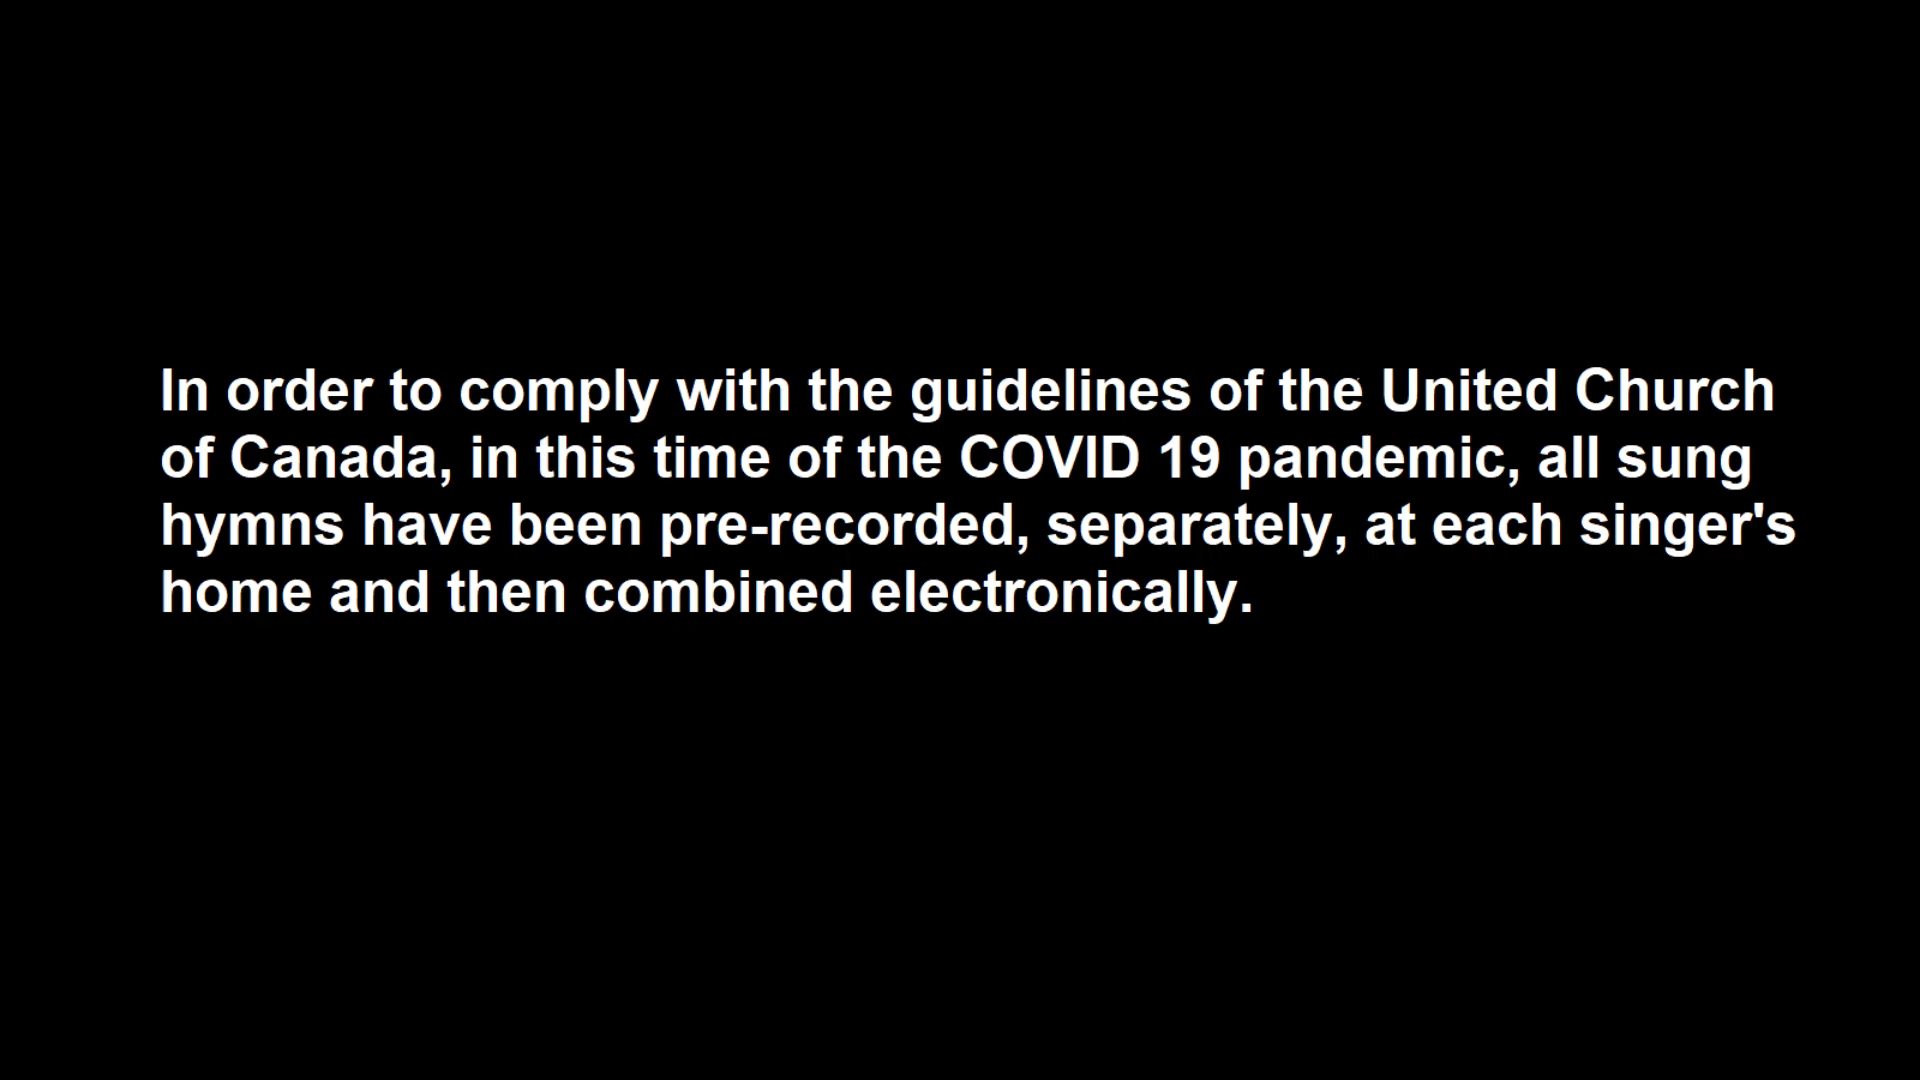 In order to comply with the guidelines of the United Church
of Canada, in this time of the COVID 19 pandemic, all sung
hymns have been pre-recorded, separately, at each singer's
home and then combined electronically.